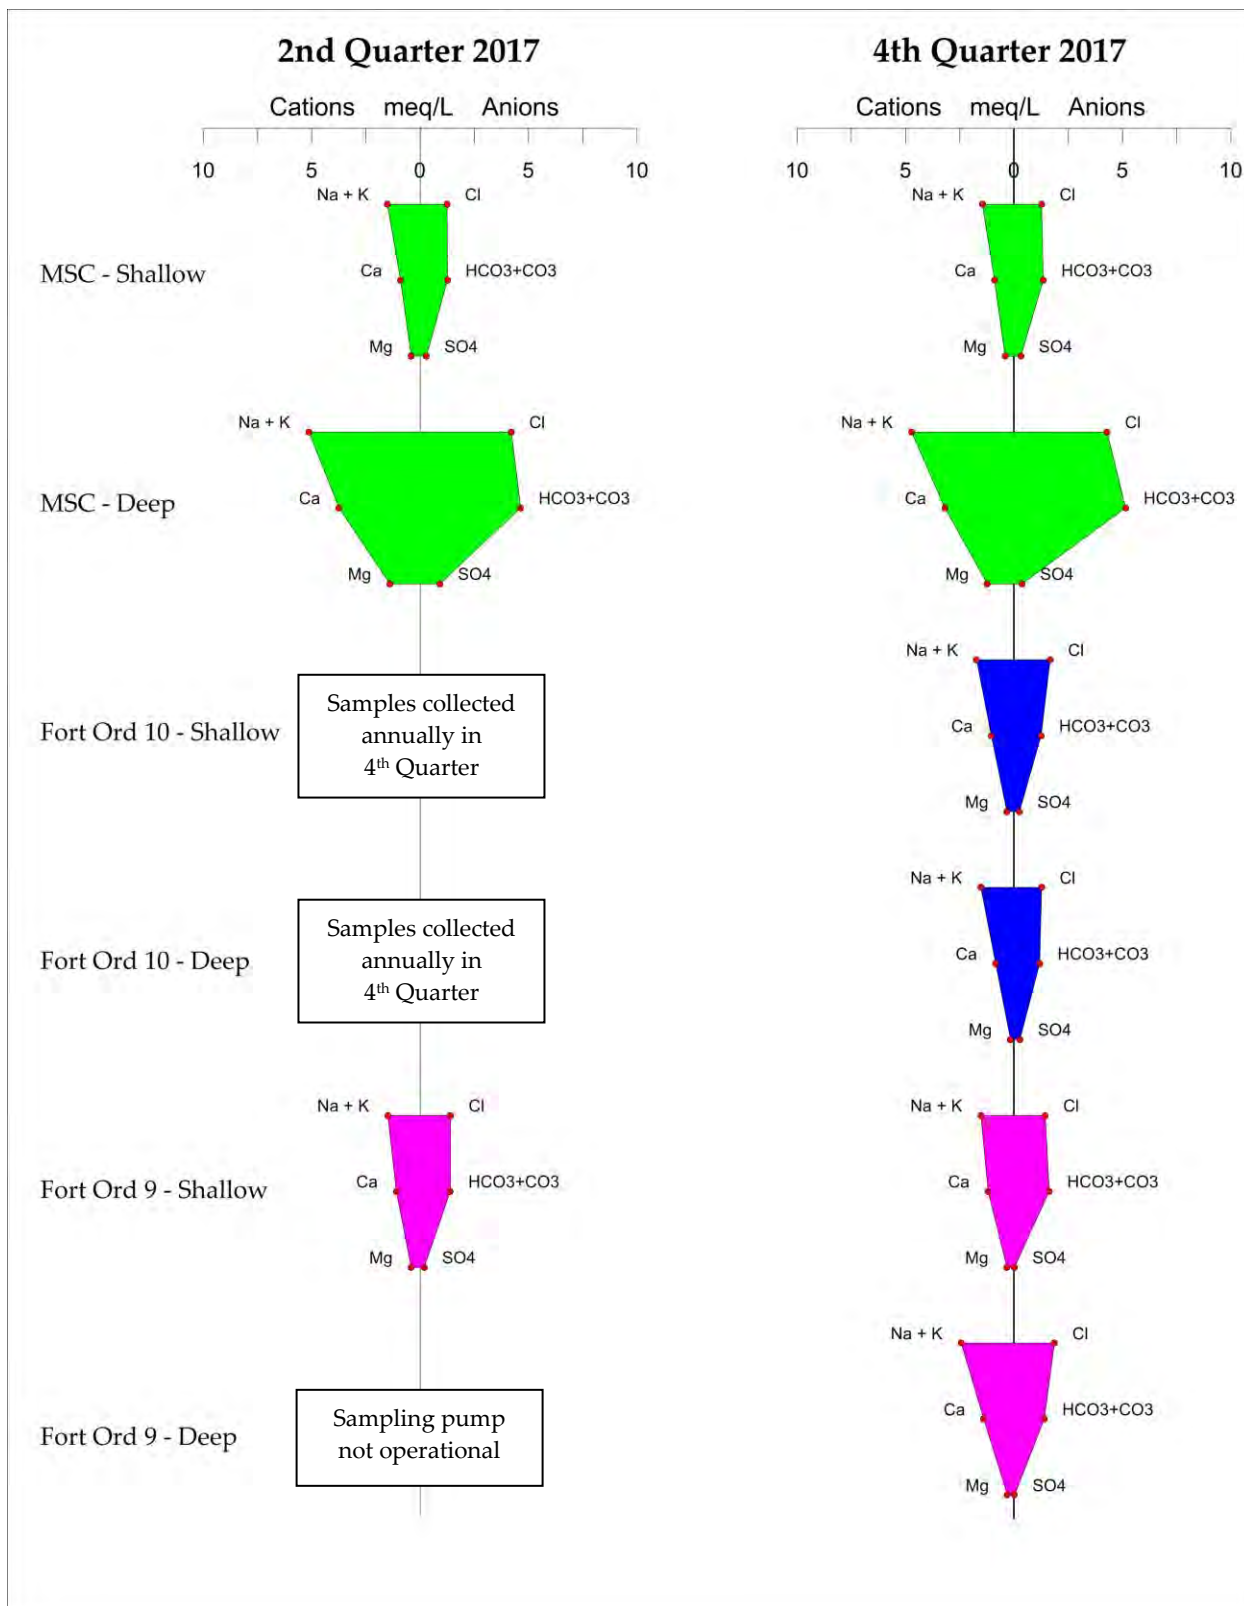 2nd Quarter 2017
4th Quarter 2017
Cations meq/L Anions
Cations meq/L Anions
10 5 0 5 10
10 5 0 5 10
Na + K Cl
Na + K Cl
MSC - Shallow
Ca HCO3+CO3
Ca HCO3+CO3
Mg SO4
Mg SO4
Na + K Cl
Na + K Cl
MSC - Deep
Ca HCO3+CO3
Ca HCO3+CO3
Mg SO4
Mg SO4
Fort Ord 10 - Shallow
Samples collected
annually in
4th Quarter
Na + K Cl
Ca HCO3+CO3
Mg SO4
Fort Ord 10 - Deep
Samples collected
annually in
4th Quarter
Na + K Cl
Ca HCO3+CO3
Mg SO4
Na + K Cl
Na + K Cl
Fort Ord 9 - Shallow
Ca HCO3+CO3
Ca HCO3+CO3
Mg SO4
Mg SO4
Fort Ord 9 - Deep
Sampling pump
not operational
Na + K Cl
Ca HCO3+CO3
Mg SO4